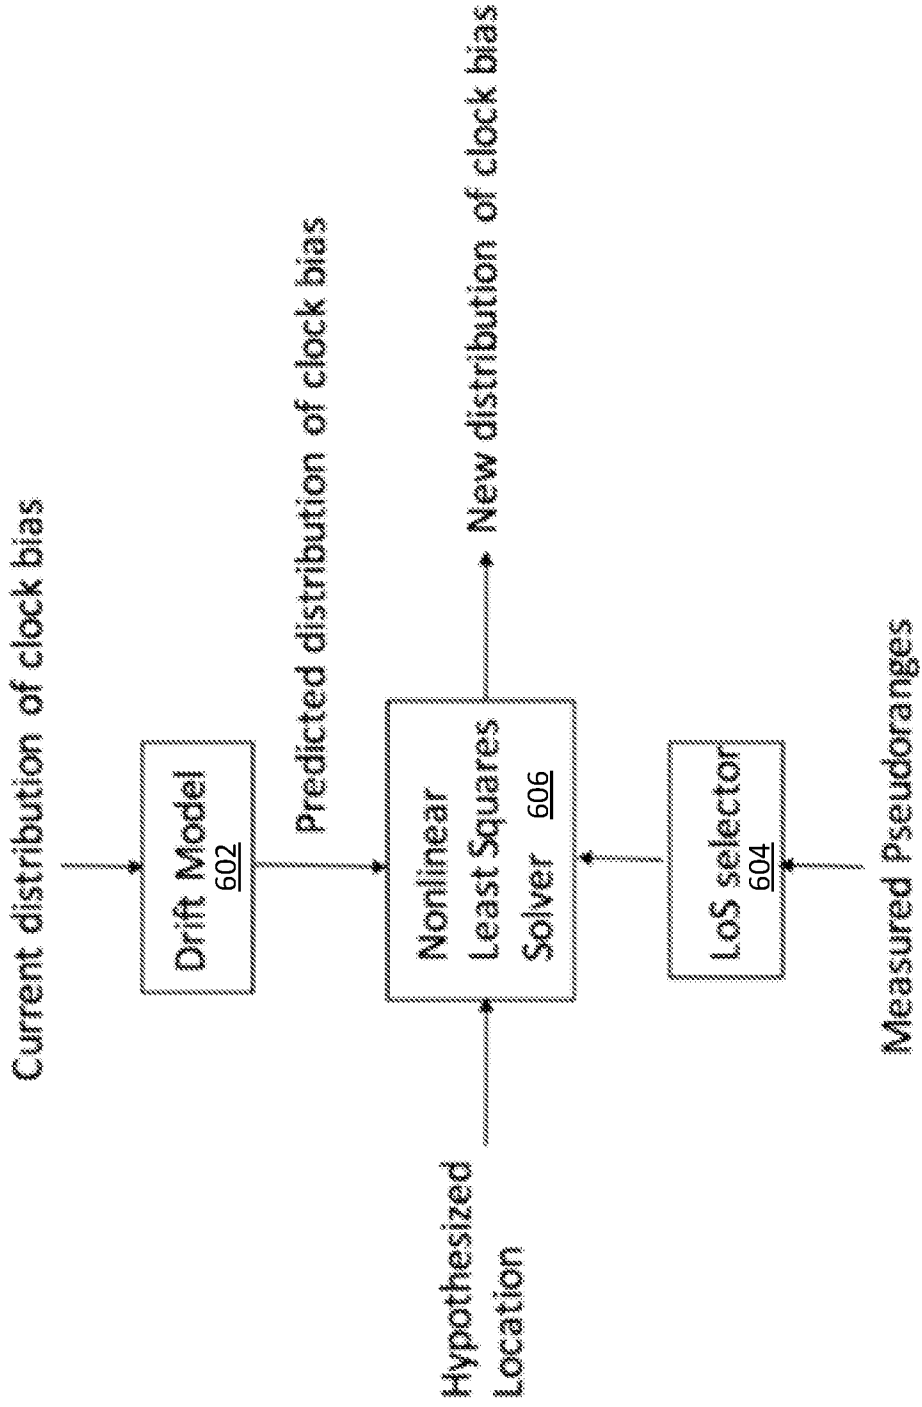 Current distribution of clock bias
Drift Model
602
Predicted distribution of clock bias
Hypothesized
Location
Nonlinear
Least Squares
Solver 606
New distribution of clock bias
LoS selector
604
Measured Pseudoranges